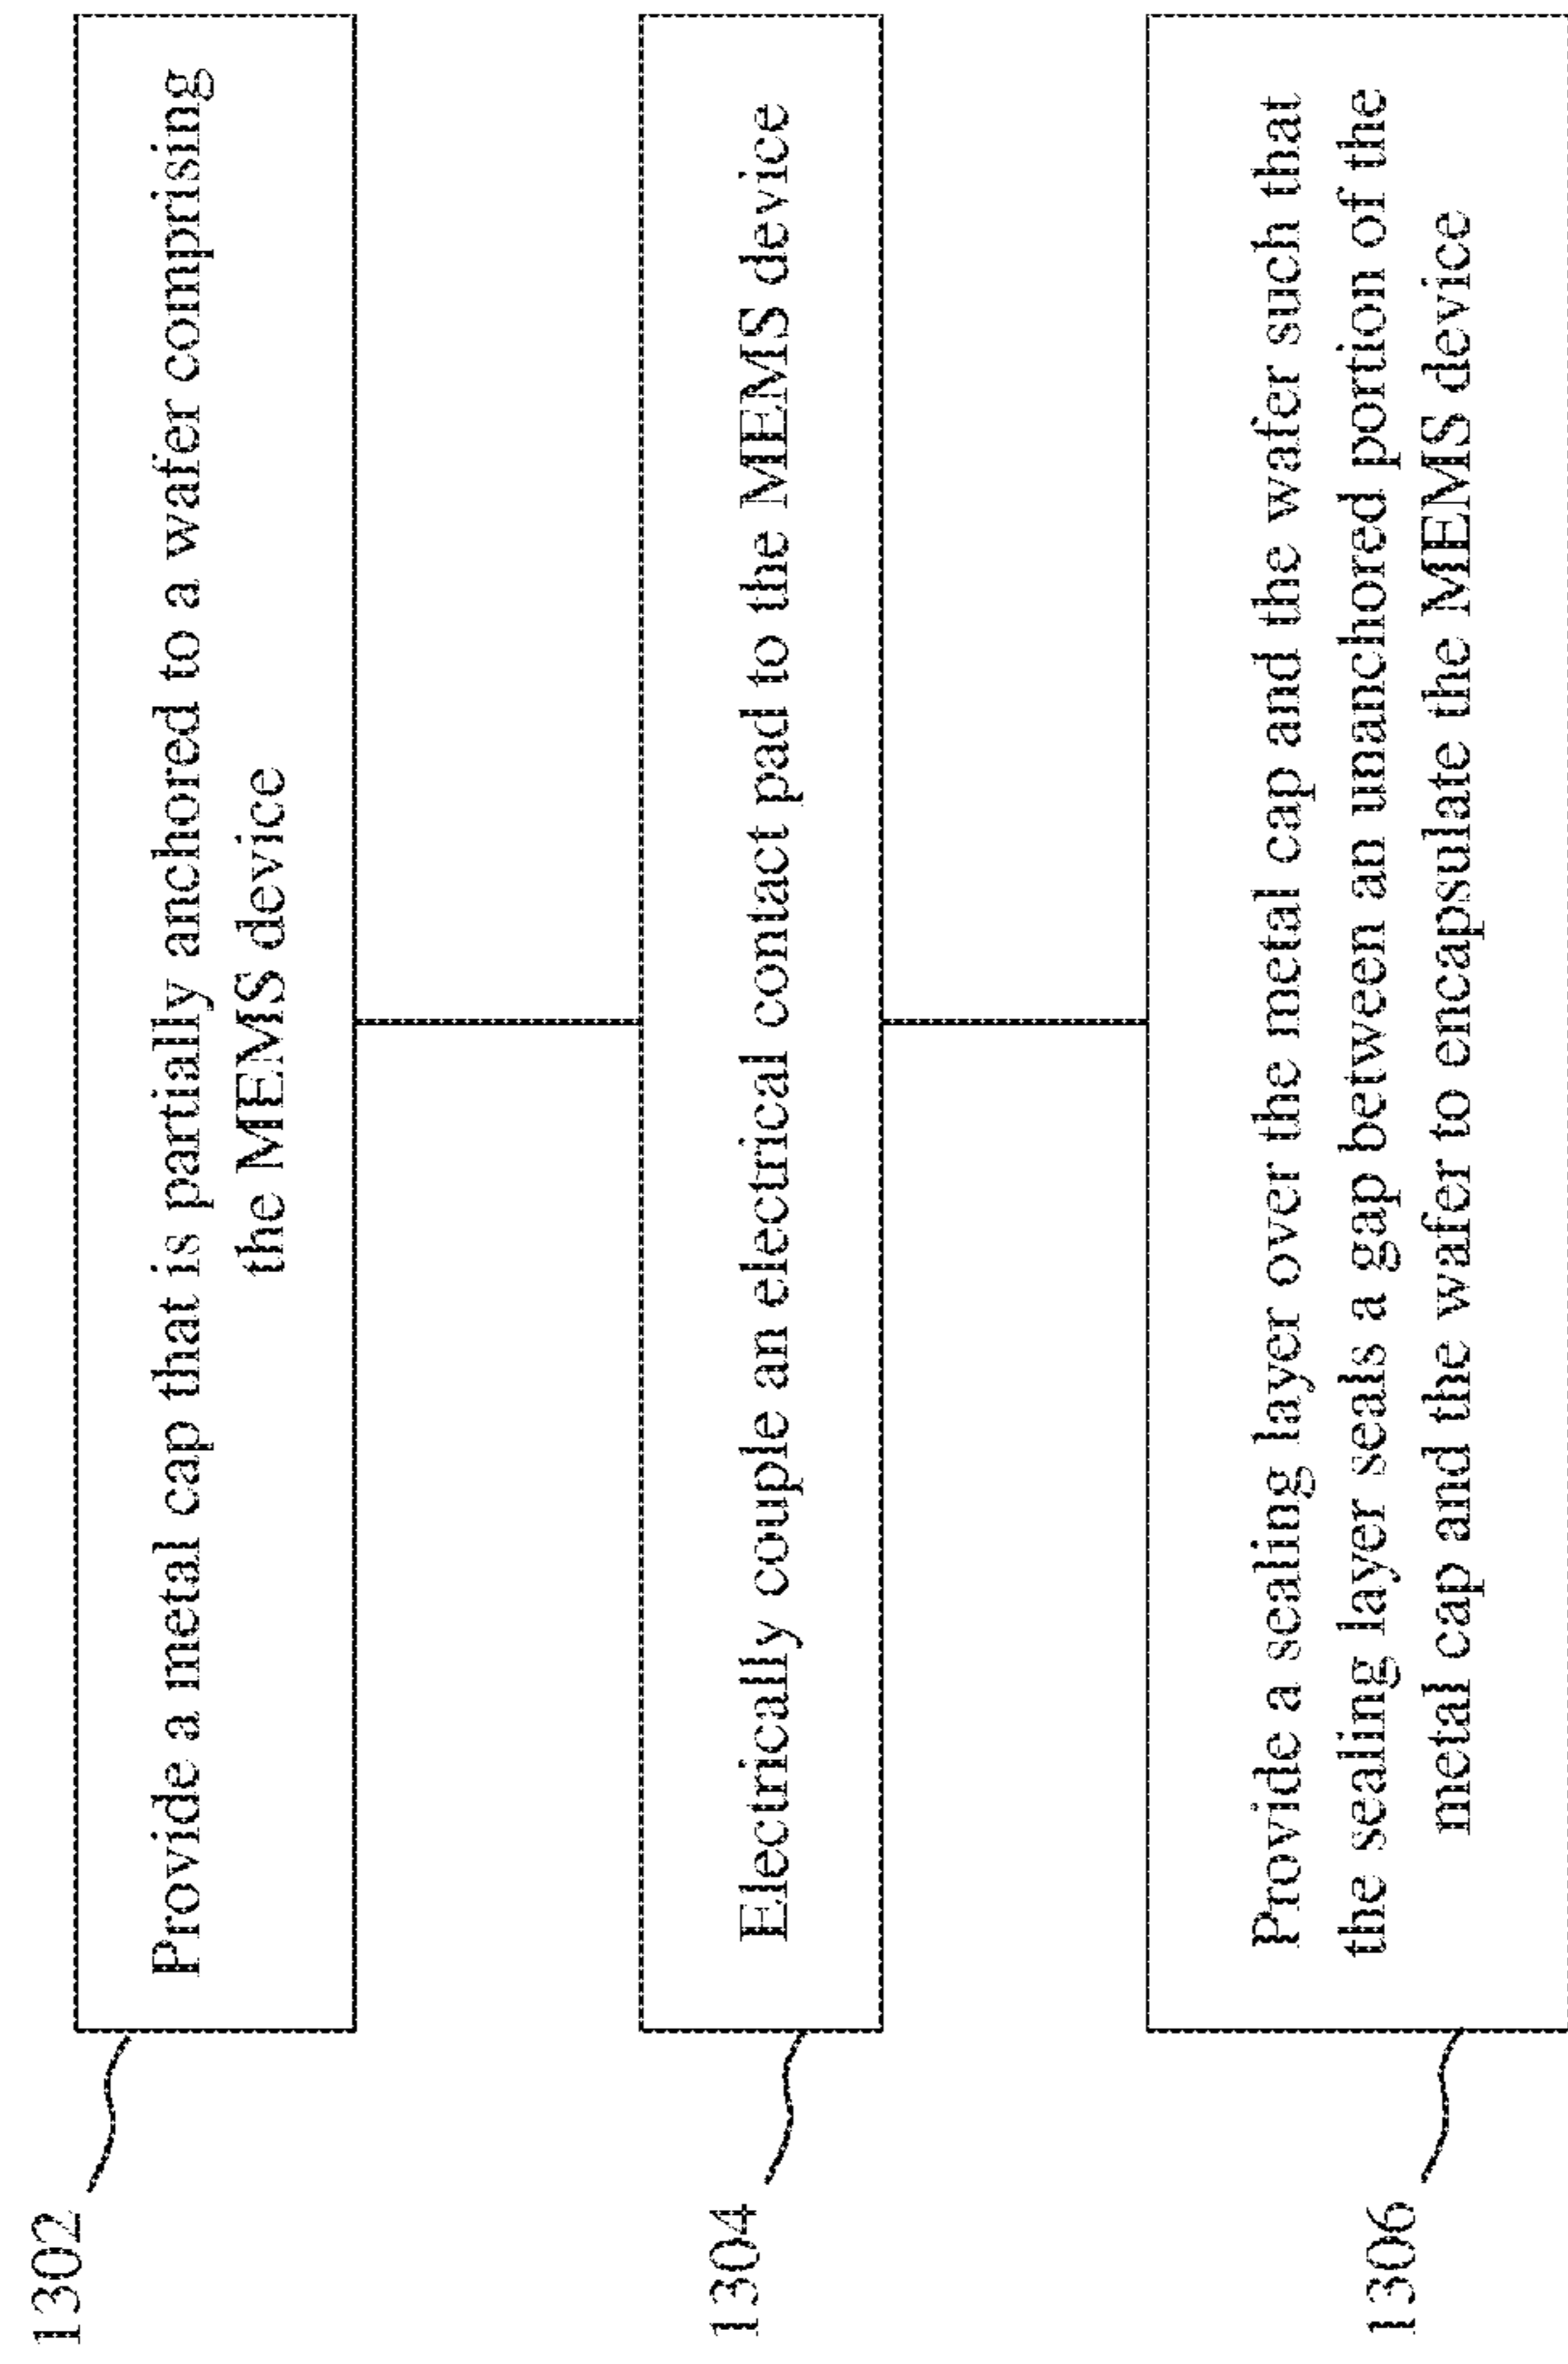 1302
Provide a metal cap that is partially anchored to a wafer comprising
the MEMS device
1304
Electrically couple an electrical contact pad to the MEMS device
1306
Provide a sealing layer over the metal cap and the wafer such that
the sealing layer seals a gap between an unanchored portion of the
metal cap and the wafer to encapsulate the MEMS device